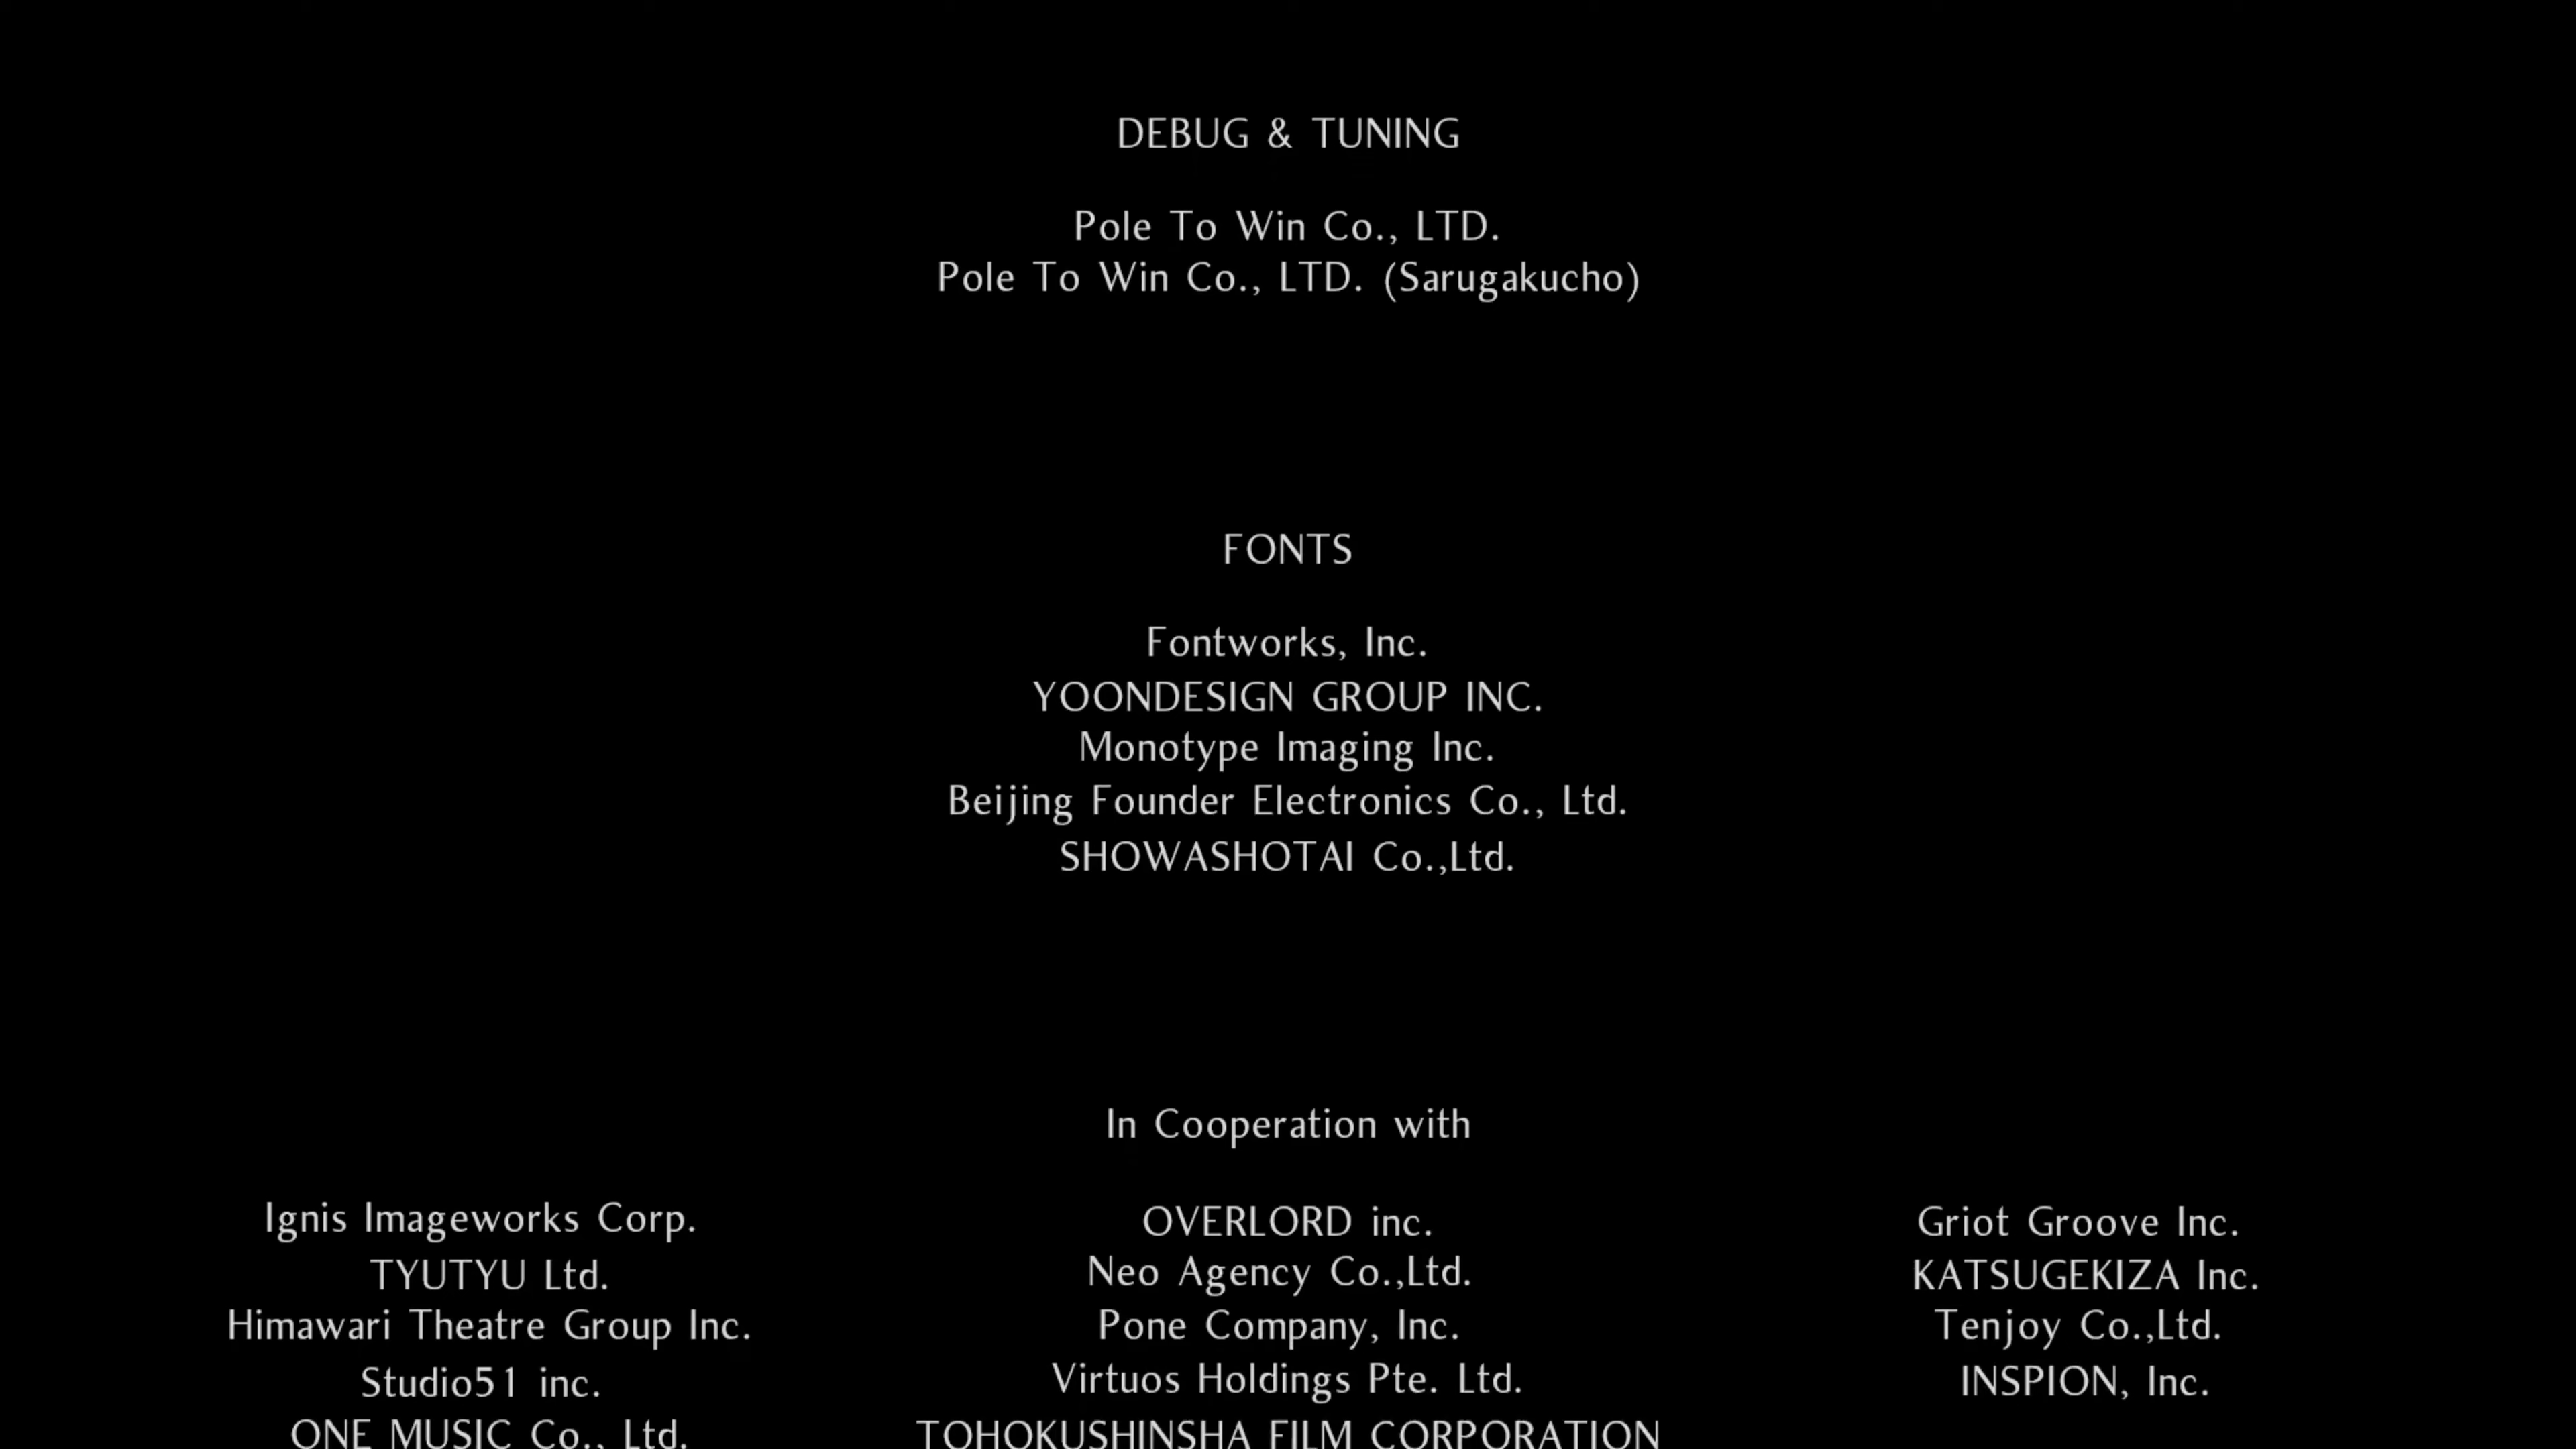 DEBUG & TUNING
Pole To Win Co., LTD.
Pole To Win Co., LTD. (Sarugakucho)
FONTS
Fontworks, Inc.
YOONDESIGN GROUP INC.
Monotype Imaging Inc.
Beijing Founder Electronics Co., Ltd.
SHOWASHOTAI Co.,Ltd.
In Cooperation with
Ignis Imageworks Corp.
TYUTYU Ltd.
Himawari Theatre Group Inc.
Studio51 inc.
ONE MUSIC Co., Ltd.
OVERLORD inc.
Neo Agency Co.,Ltd.
Pone Company, Inc.
Virtuos Holdings Pte. Ltd.
TOHOKUSHINSHA FILM CORPORATION
Griot Groove Inc.
KATSUGEKIZA Inc.
Tenjoy Co.,Ltd.
INSPION, Inc.